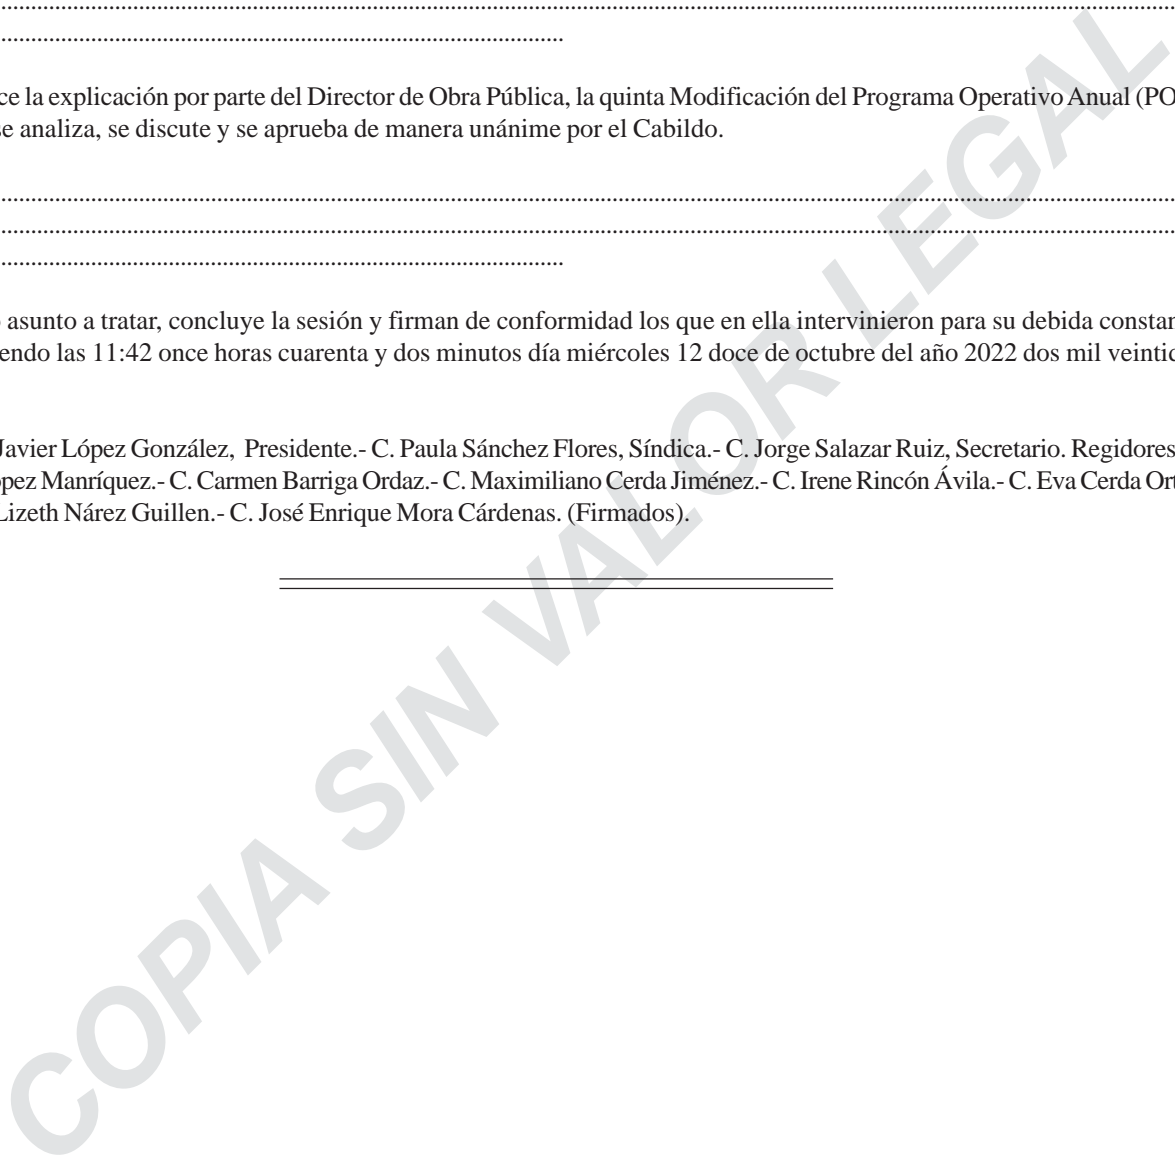 ..........................................................................................................................................................................................................
..............................................................................................
ce la explicación por parte del Director de Obra Pública, la quinta Modificación del Programa Operativo Anual (PO
se analiza, se discute y se aprueba de manera unánime por el Cabildo.
..........................................................................................................................................................................................................
..........................................................................................................................................................................................................
..............................................................................................
asunto a tratar, concluye la sesión y firman de conformidad los que en ella intervinieron para su debida constan
endo las 11:42 once horas cuarenta y dos minutos día miércoles 12 doce de octubre del año 2022 dos mil veintid
Javier López González, Presidente.- C. Paula Sánchez Flores, Síndica.- C. Jorge Salazar Ruiz, Secretario. Regidores
ópez Manríquez.- C. Carmen Barriga Ordaz.- C. Maximiliano Cerda Jiménez.- C. Irene Rincón Ávila.- C. Eva Cerda Ort
Lizeth Nárez Guillen.- C. José Enrique Mora Cárdenas. (Firmados).
COPIA SIN VALOR LEGAL